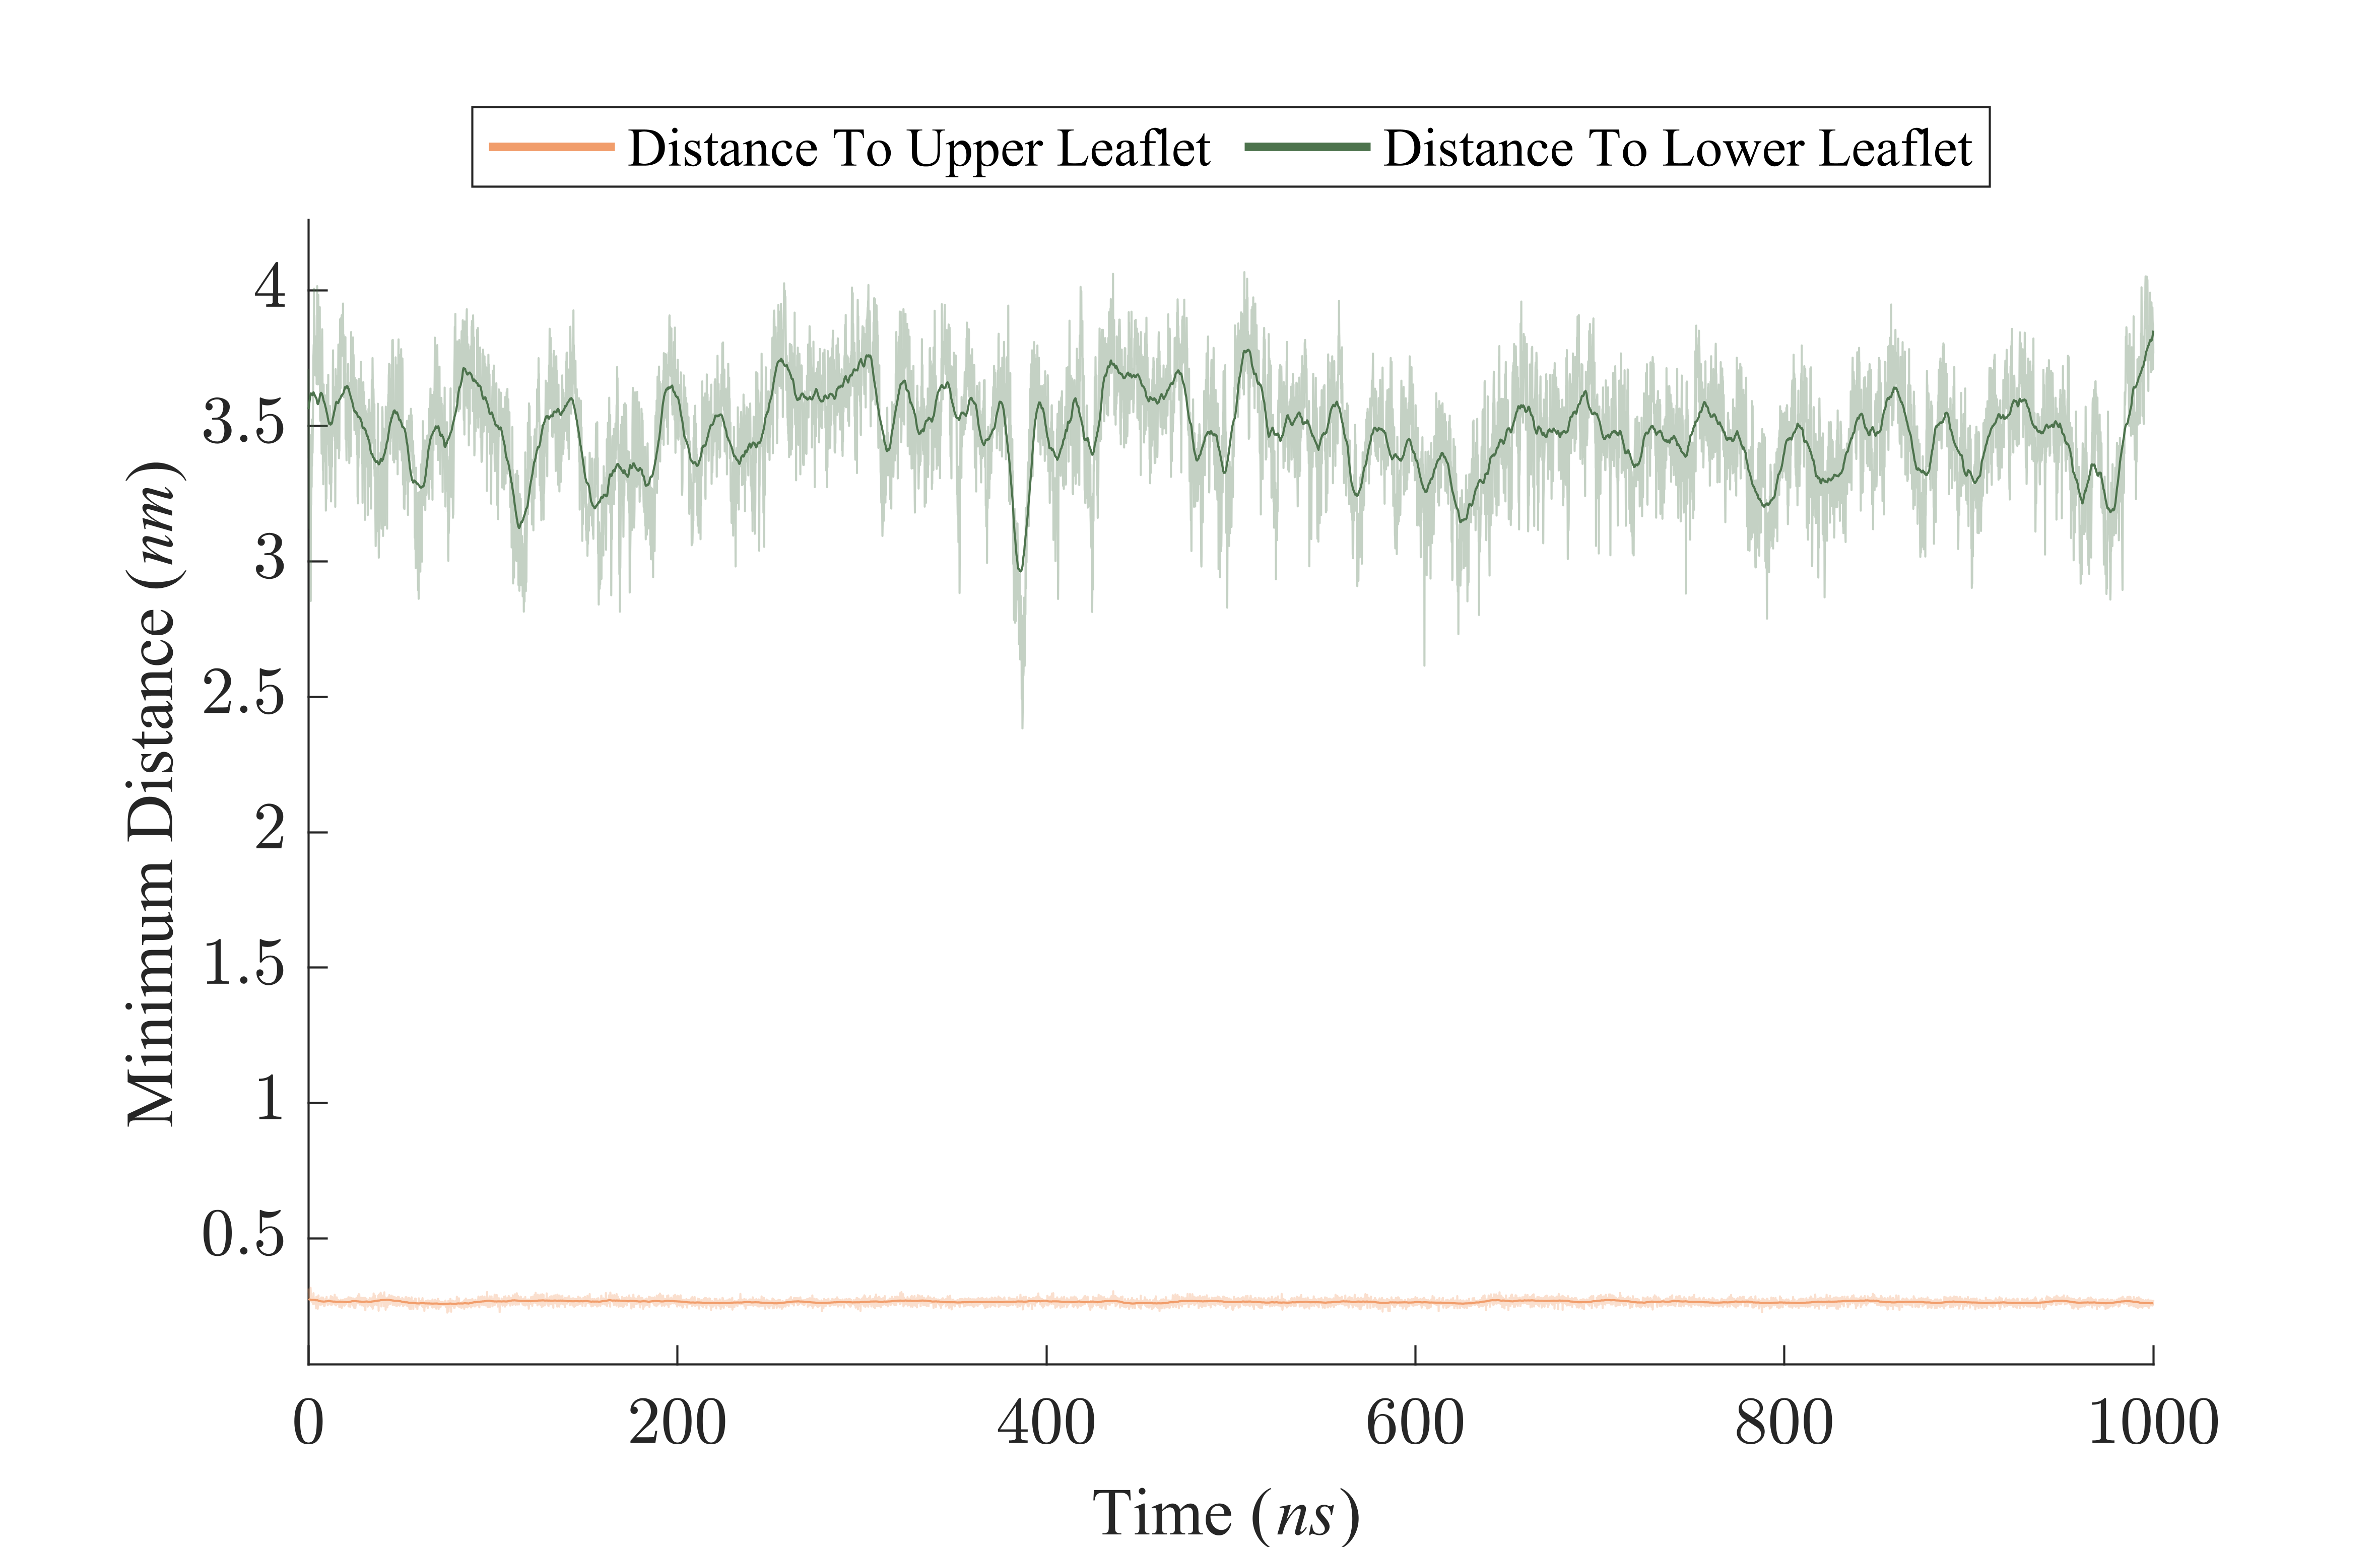 Distance To Upper Leaflet Distance To Lower Leaflet
4
3.5
3
2.5
2
1.5
1
0.5
Minimum Distance (nm)
0 200 400 600 800 1000
Time (ns)